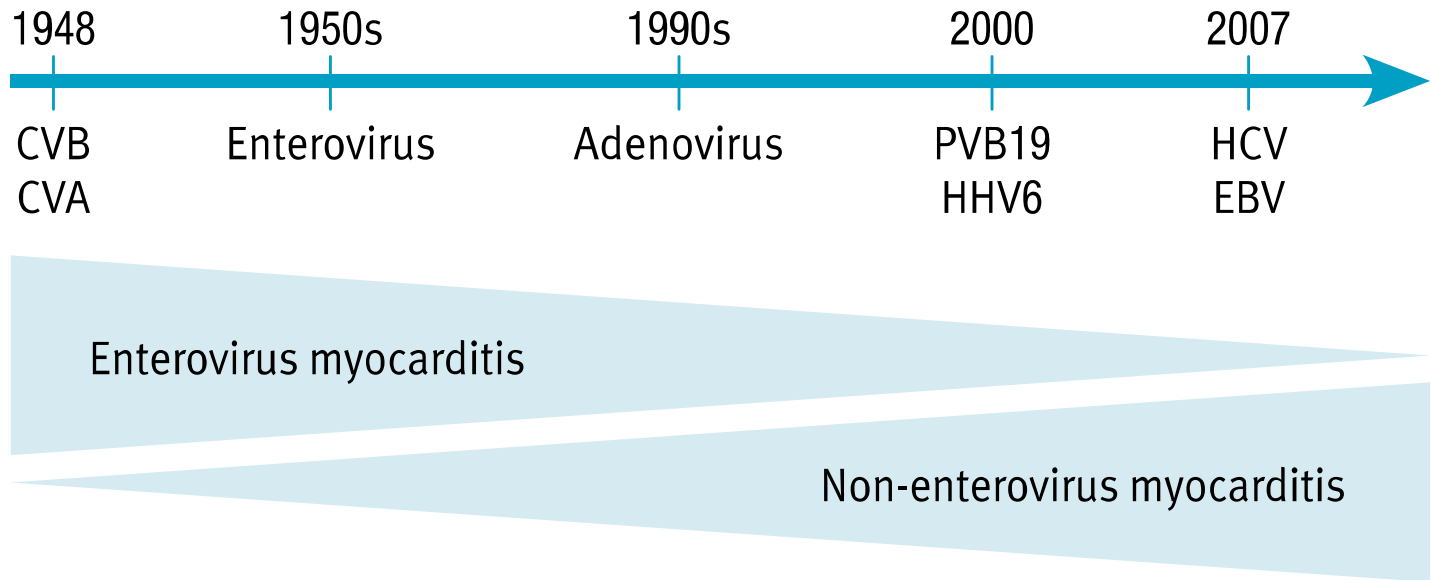 1948 1950s 1990s 2000 2007
CVB Enterovirus Adenovirus PVB19 HCV
CVA HHV6 EBV
Enterovirus myocarditis
Non-enterovirus myocarditis